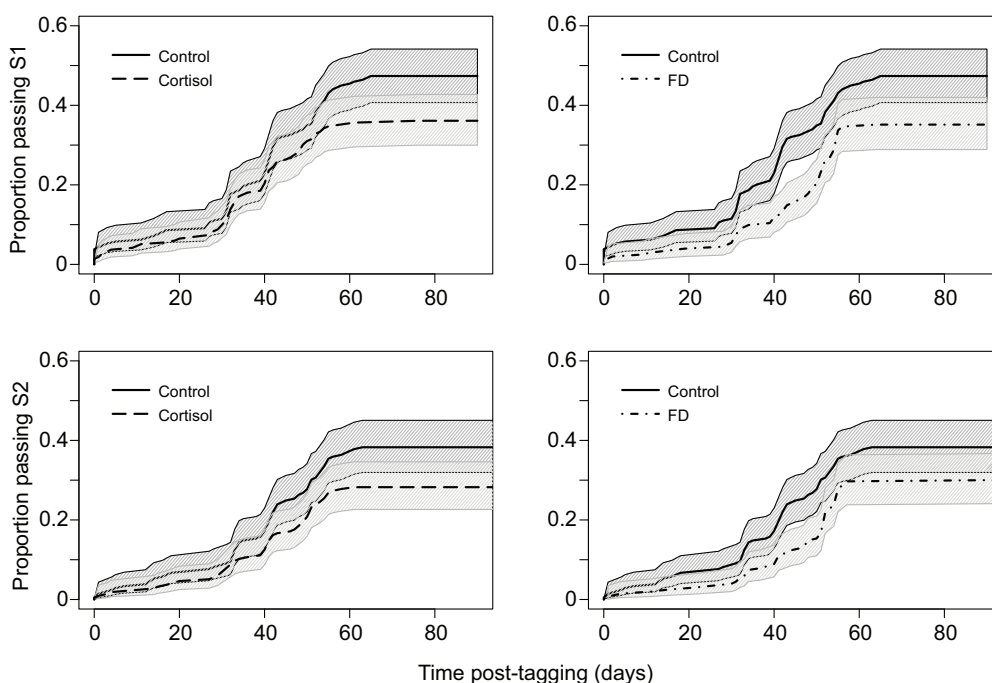 0.6
0.4
0.2
0
Proportion passing S1
Control
Cortisol
0 20 40 60 80
0.6
0.4
0.2
0
Control
FD
0 20 40 60 80
0.6
0.4
0.2
0
Proportion passing S2
Control
Cortisol
0 20 40 60 80
0.6
0.4
0.2
0
Control
FD
0 20 40 60 80
Time post-tagging (days)